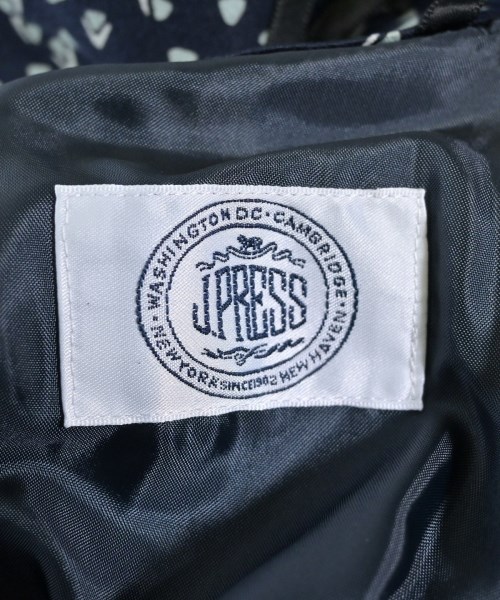 WASHINGTON DC · CAMBRIDGE ·
J.PRESS
· NEW YORK SINCE 1902 NEW HAVEN